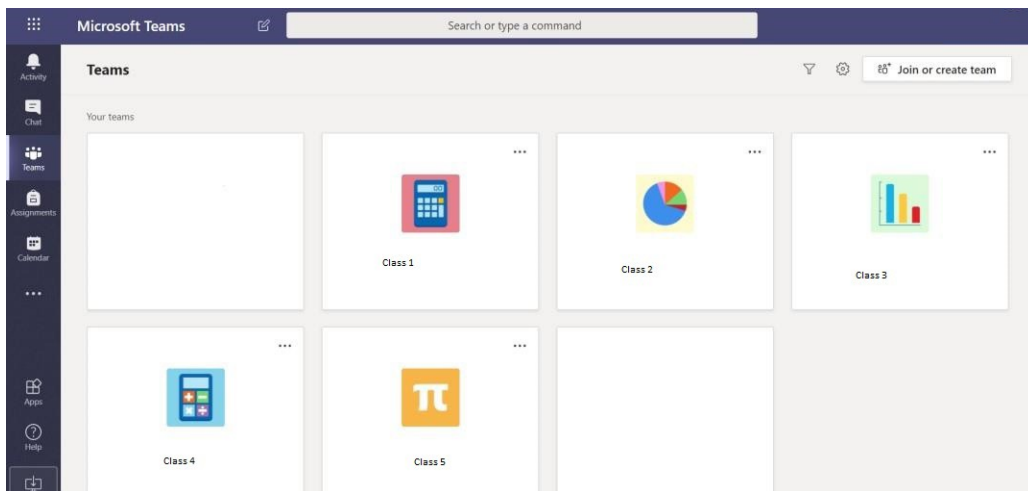 Microsoft Teams
Search or type a command
Activity
Chat
Teams
Assignments
Calendar
Apps
Help
Teams
Join or create team
Your teams
Class 1
Class 2
Class 3
Class 4
π
Class 5